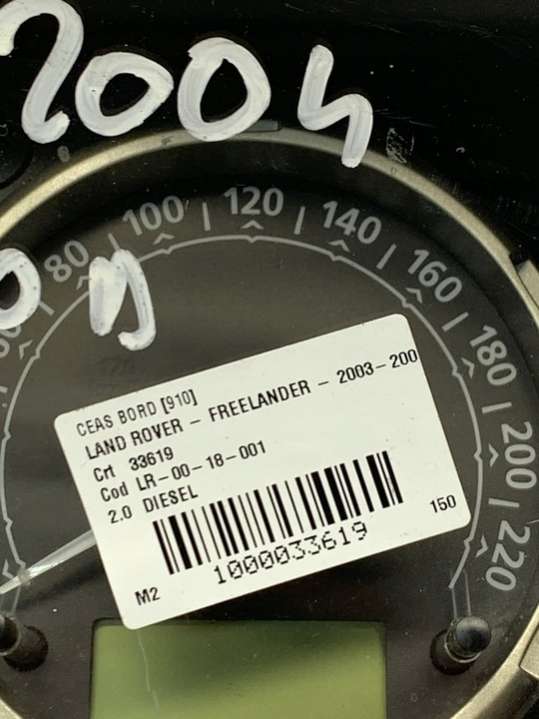 2004
80
100
120
140
160
180
200
220
CEAS BORD [910]
LAND ROVER - FREELANDER - 2003-200
Crt 33619
Cod LR-00-18-001
2.0 DIESEL
150
M2
1000033619